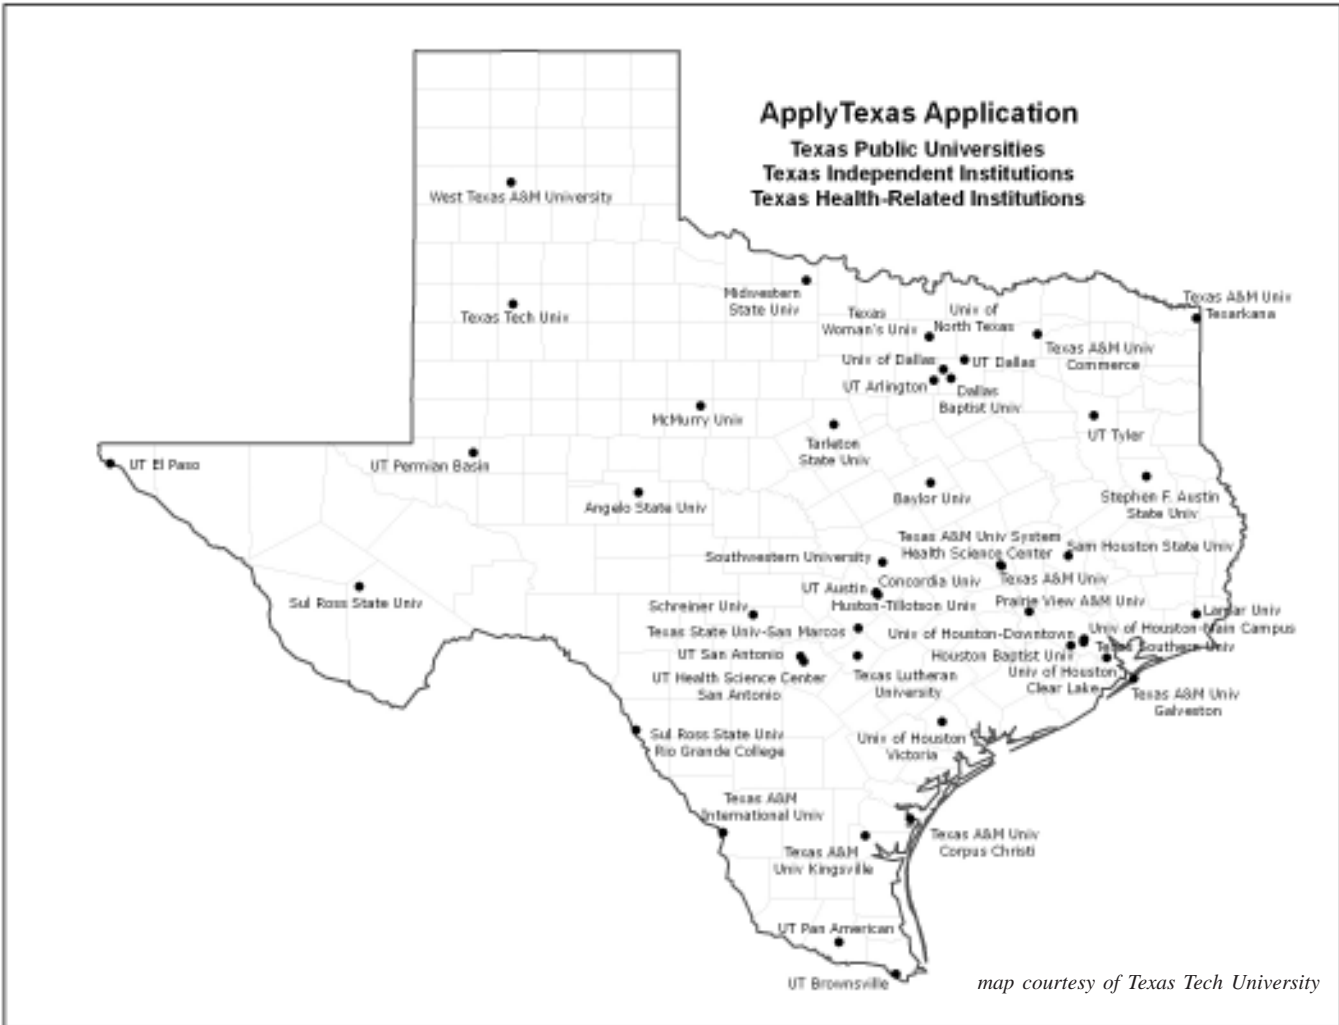 ApplyTexas Application
Texas Public Universities
Texas Independent Institutions
Texas Health-Related Institutions
West Texas A&M University
Texas Tech Univ
Midwestern
State Univ
Texas
Woman's Univ
Univ of
North Texas
Texas A&M Univ
Texarkana
Texas A&M Univ
Commerce
Univ of Dallas
UT Dallas
UT Arlington
Dallas
Baptist Univ
McMurry Univ
Tarleton
State Univ
UT Tyler
UT El Paso
UT Permian Basin
Angelo State Univ
Baylor Univ
Stephen F. Austin
State Univ
Texas A&M Univ System
Health Science Center
Sam Houston State Univ
Southwestern University
Concordia Univ
Texas A&M Univ
UT Austin
Huston-Tillotson Univ
Prairie View A&M Univ
Sul Ross State Univ
Schreiner Univ
Lamar Univ
Texas State Univ-San Marcos
Univ of Houston-Downtown
Univ of Houston-Main Campus
Texas Southern Univ
UT San Antonio
Houston Baptist Univ
UT Health Science Center
San Antonio
Texas Lutheran
University
Univ of Houston
Clear Lake
Texas A&M Univ
Galveston
Sul Ross State Univ
Rio Grande College
Univ of Houston
Victoria
Texas A&M
International Univ
Texas A&M
Univ Kingsville
Texas A&M Univ
Corpus Christi
UT Pan American
UT Brownsville
map courtesy of Texas Tech University